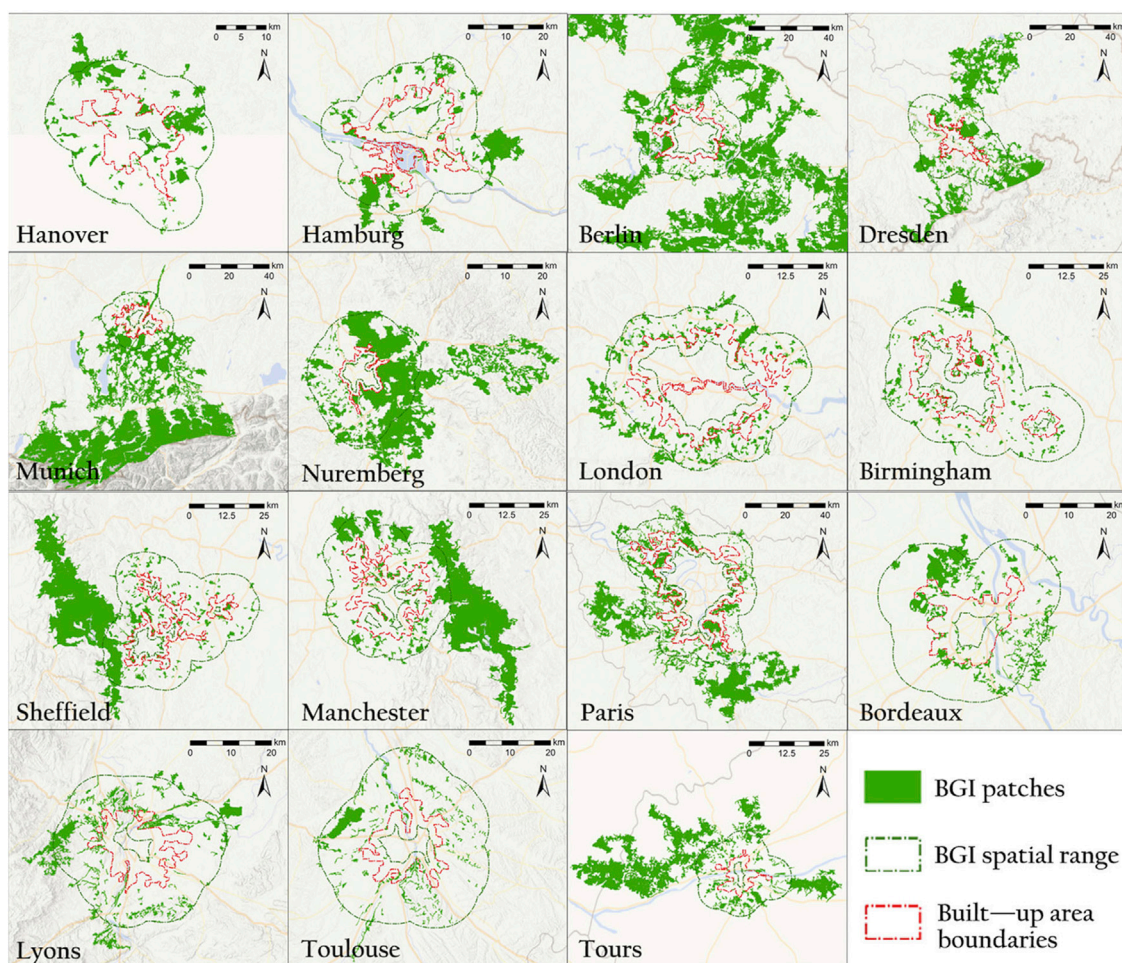 km
0 5 10
N
Hanover
km
0 10 20
N
Hamburg
km
0 20 40
N
Berlin
km
0 20 40
N
Dresden
km
0 20 40
N
Munich
km
0 10 20
N
Nuremberg
km
0 12.5 25
N
London
km
0 12.5 25
N
Birmingham
km
0 12.5 25
N
Sheffield
km
0 12.5 25
N
Manchester
km
0 20 40
N
Paris
km
0 10 20
N
Bordeaux
km
0 10 20
N
Lyons
km
0 10 20
N
Toulouse
km
0 12.5 25
N
Tours
BGI patches
BGI spatial range
Built—up area
boundaries